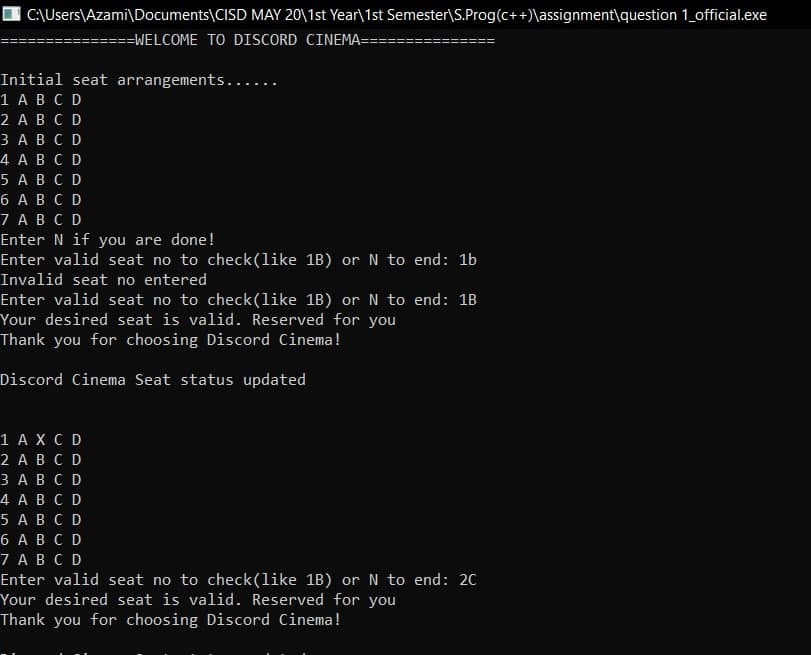 C:\Users\Azami\Documents\CISD MAY 20\1st Year\1st Semester\S.Prog(c++)\assignment\question 1_official.exe
===============WELCOME TO DISCORD CINEMA===============
Initial seat arrangements......
1 A B C D
2 A B C D
3 A B C D
4 A B C D
5 A B C D
6 A B C D
7 A B C D
Enter N if you are done!
Enter valid seat no to check(like 1B) or N to end: 1b
Invalid seat no entered
Enter valid seat no to check(like 1B) or N to end: 1B
Your desired seat is valid. Reserved for you
Thank you for choosing Discord Cinema!
Discord Cinema Seat status updated
1 A X C D
2 A B C D
3 A B C D
4 A B C D
5 A B C D
6 A B C D
7 A B C D
Enter valid seat no to check(like 1B) or N to end: 2C
Your desired seat is valid. Reserved for you
Thank you for choosing Discord Cinema!